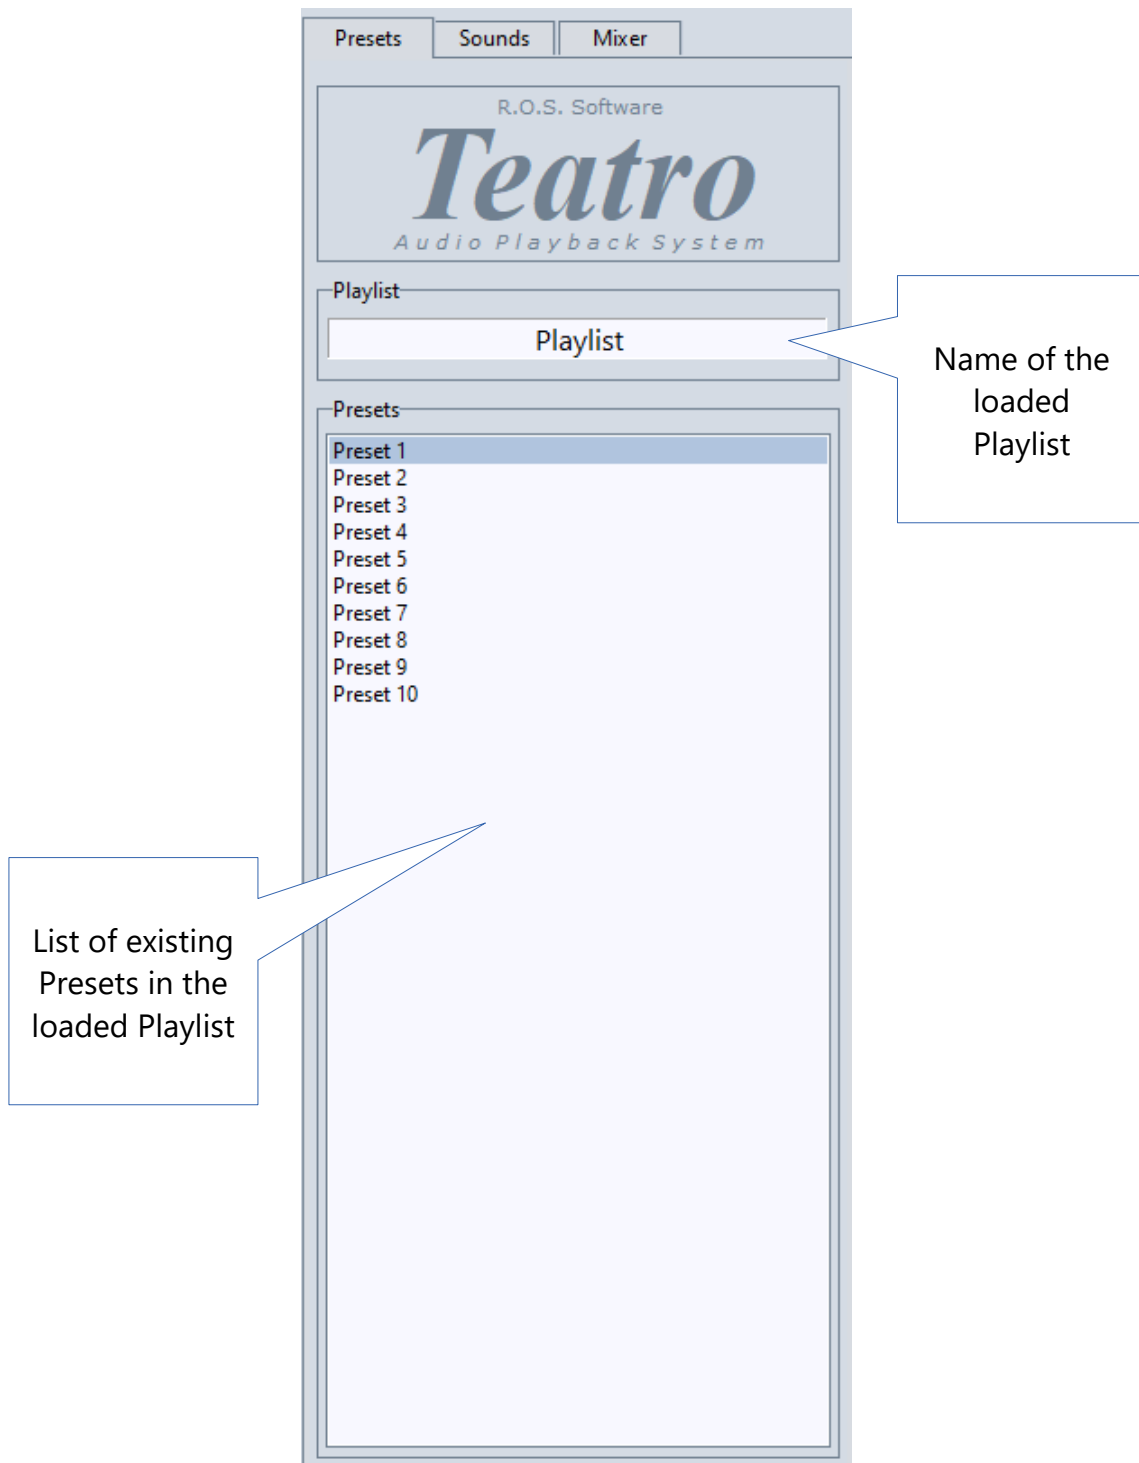 Presets Sounds Mixer
R.O.S. Software
Teatro
Audio Playback System
Playlist
Playlist
Name of the
loaded
Playlist
Presets
Preset 1
Preset 2
Preset 3
Preset 4
Preset 5
Preset 6
Preset 7
Preset 8
Preset 9
Preset 10
List of existing
Presets in the
loaded Playlist